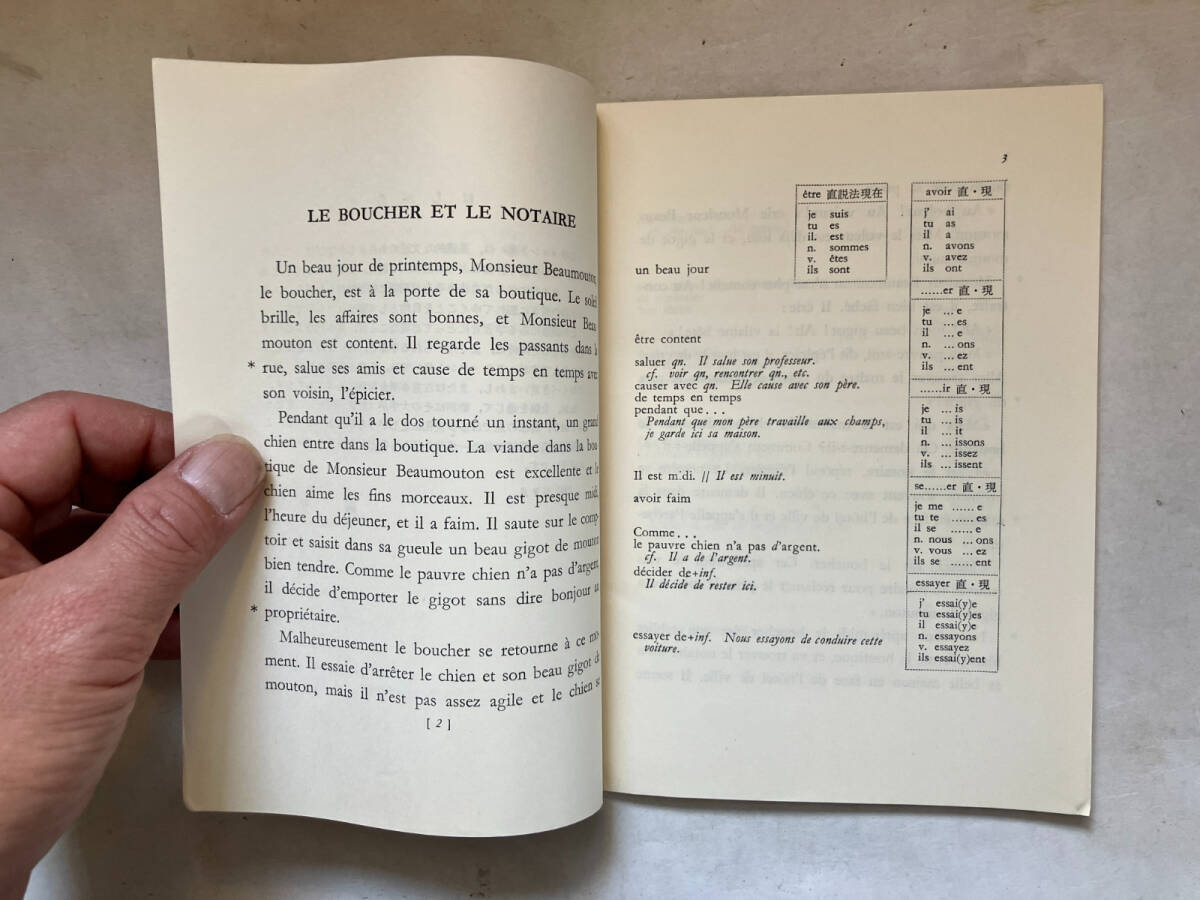 LE BOUCHER ET LE NOTAIRE
Un beau jour de printemps, Monsieur Beaumouton,
le boucher, est à la porte de sa boutique. Le soleil
brille, les affaires sont bonnes, et Monsieur Beau
mouton est content. Il regarde les passants dans la
* rue, salue ses amis et cause de temps en temps avec
son voisin, l'épicier.
Pendant qu'il a le dos tourné un instant, un grand
chien entre dans la boutique. La viande dans la bou
tique de Monsieur Beaumouton est excellente et le
chien aime les fins morceaux. Il est presque midi,
l'heure du déjeuner, et il a faim. Il saute sur le comp-
toir et saisit dans sa gueule un beau gigot de mouton
bien tendre. Comme le pauvre chien n'a pas d'argent,
il décide d'emporter le gigot sans dire bonjour au
* propriétaire.
Malheureusement le boucher se retourne à ce mo-
ment. Il essaie d'arrêter le chien et son beau gigot de
mouton, mais il n'est pas assez agile et le chien se
[ 2 ]
3
être 直説法現在
je suis
tu es
il. est
n. sommes
v. êtes
ils sont
avoir 直・現
j' ai
tu as
il a
n. avons
v. avez
ils ont
......er 直・現
je ...e
tu ...es
il ...e
n. ...ons
v. ...ez
ils ...ent
......ir 直・現
je ...is
tu ...is
il ...it
n. ...issons
v. ...issez
ils ...issent
se......er 直・現
je me ......e
tu te ......es
il se ......e
n. nous ...ons
v. vous ...ez
ils se ......ent
essayer 直・現
j' essai(y)e
tu essai(y)es
il essai(y)e
n. essayons
v. essayez
ils essai(y)ent
un beau jour
être content
saluer qn. Il salue son professeur.
cf. voir qn, rencontrer qn., etc.
causer avec qn. Elle cause avec son père.
de temps en temps
pendant que...
Pendant que mon père travaille aux champs,
je garde ici sa maison.
Il est midi. // Il est minuit.
avoir faim
Comme...
le pauvre chien n'a pas d'argent.
cf. Il a de l'argent.
décider de+inf.
Il décide de rester ici.
essayer de+inf. Nous essayons de conduire cette
voiture.